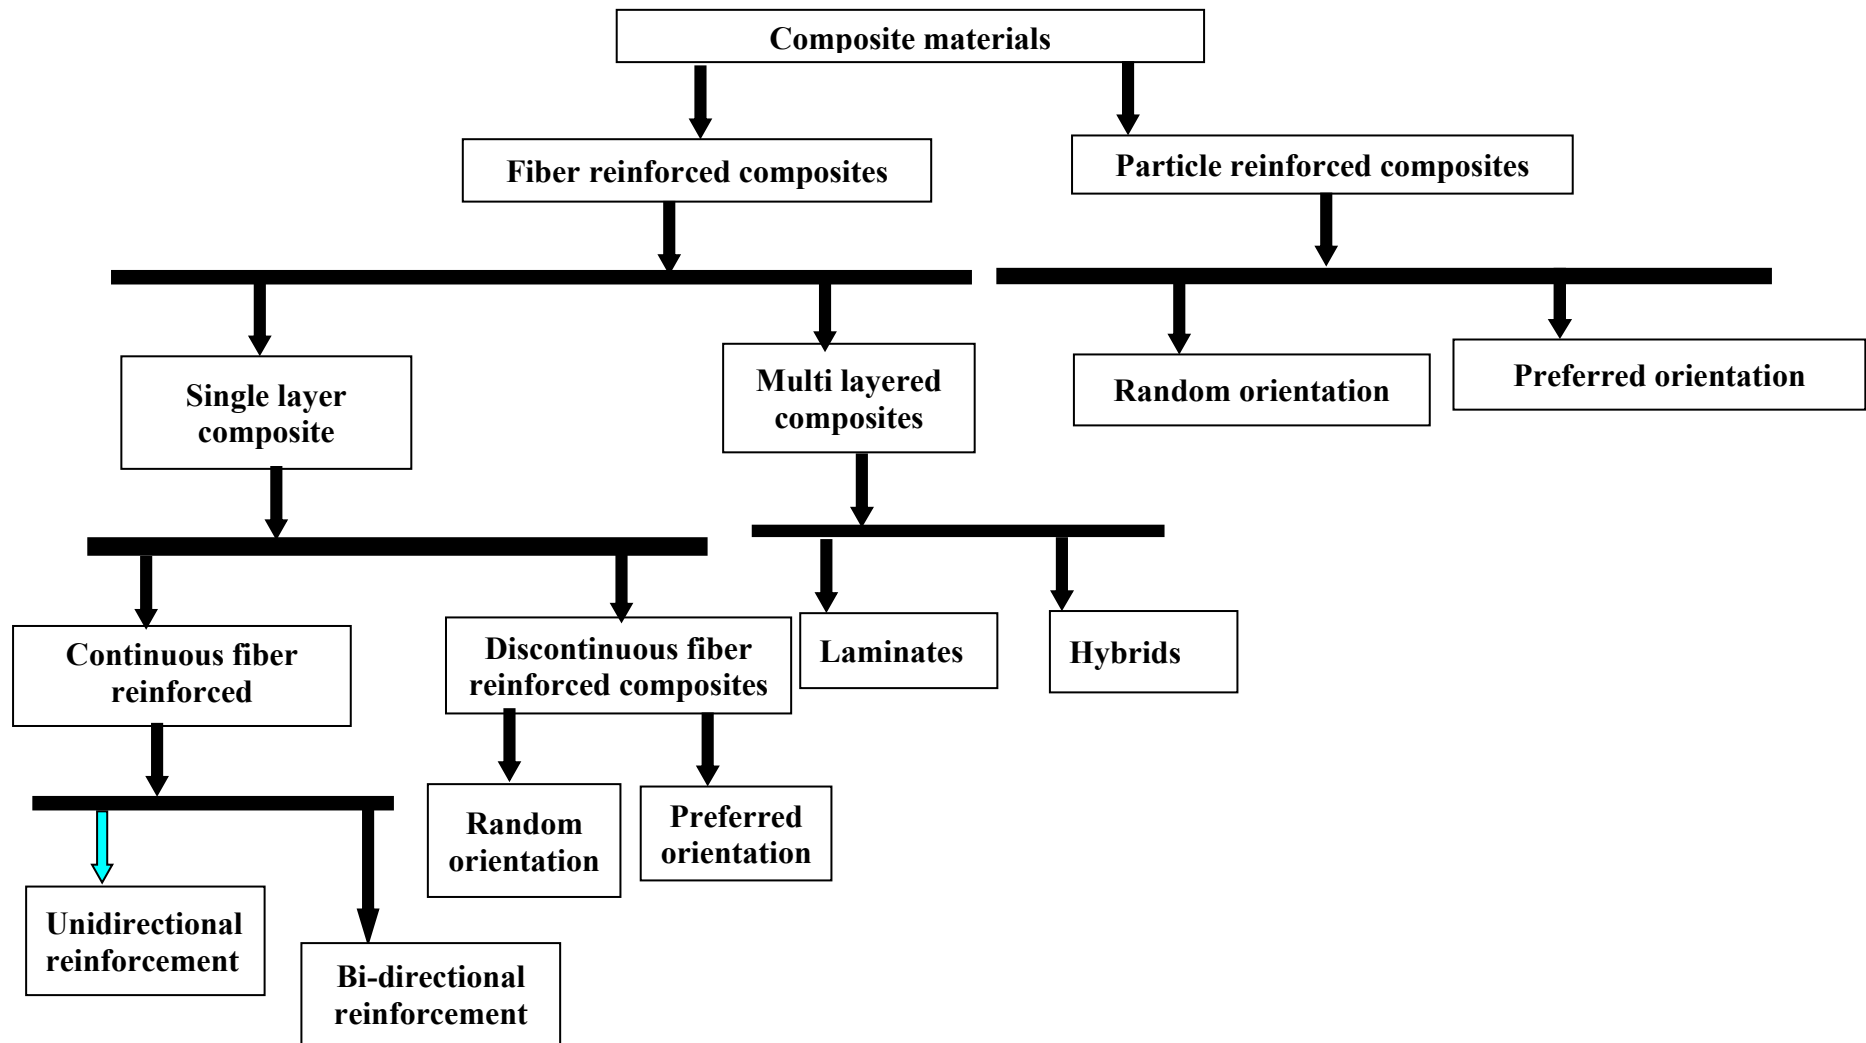 Composite materials
Fiber reinforced composites
Particle reinforced composites
Single layer
composite
Multi layered
composites
Random orientation
Preferred orientation
Continuous fiber
reinforced
Discontinuous fiber
reinforced composites
Laminates
Hybrids
Random
orientation
Preferred
orientation
Unidirectional
reinforcement
Bi-directional
reinforcement